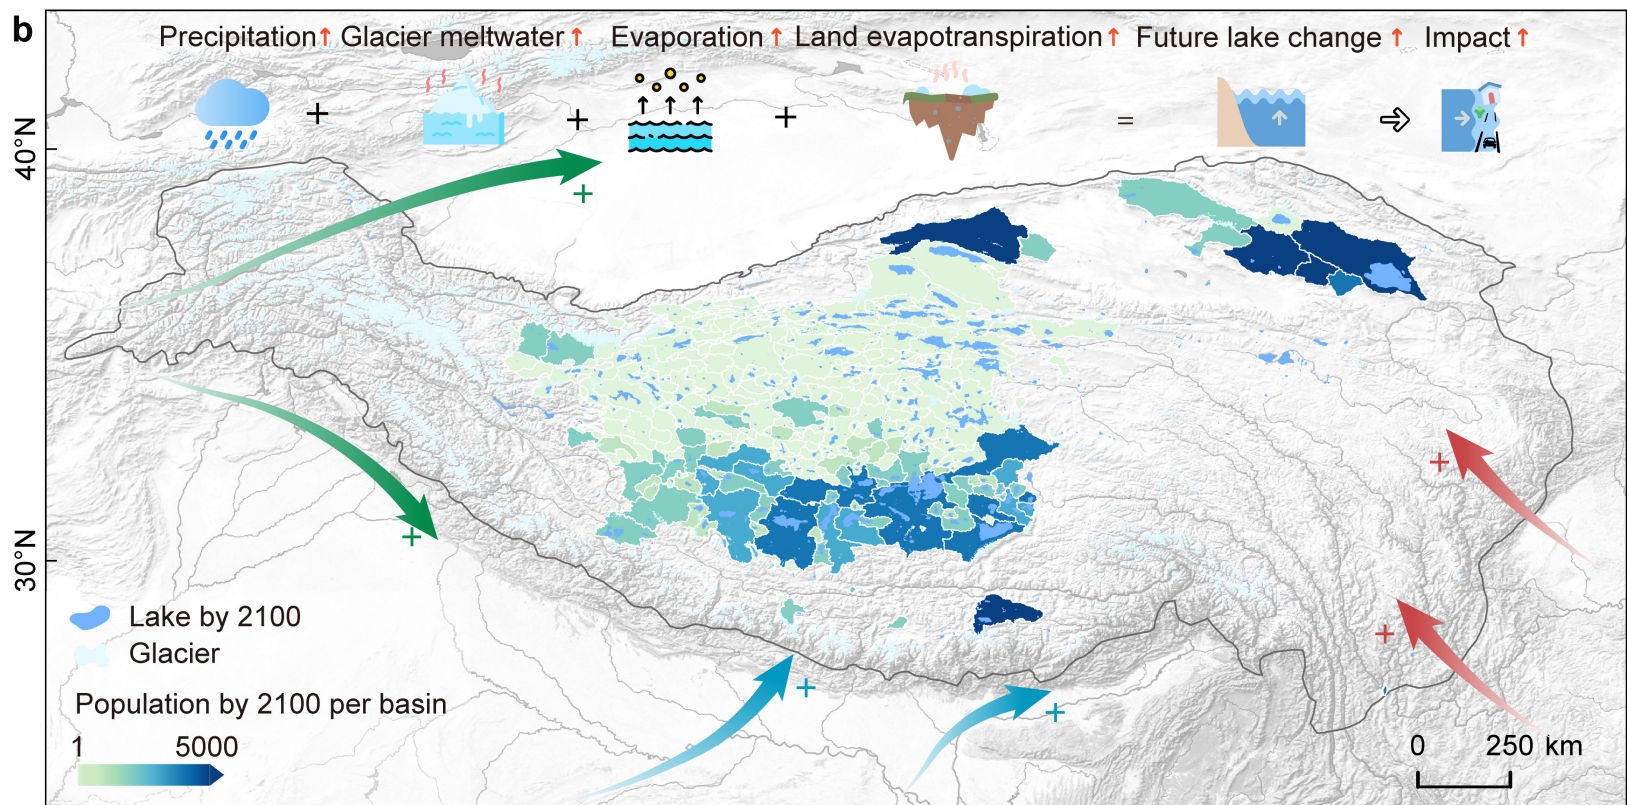 b
Precipitation↑ Glacier meltwater↑ Evaporation↑ Land evapotranspiration↑ Future lake change↑ Impact↑
+ + + =
40°N
+
+
+
30°N
+
Lake by 2100
Glacier
+
+
Population by 2100 per basin
1 5000
0 250 km